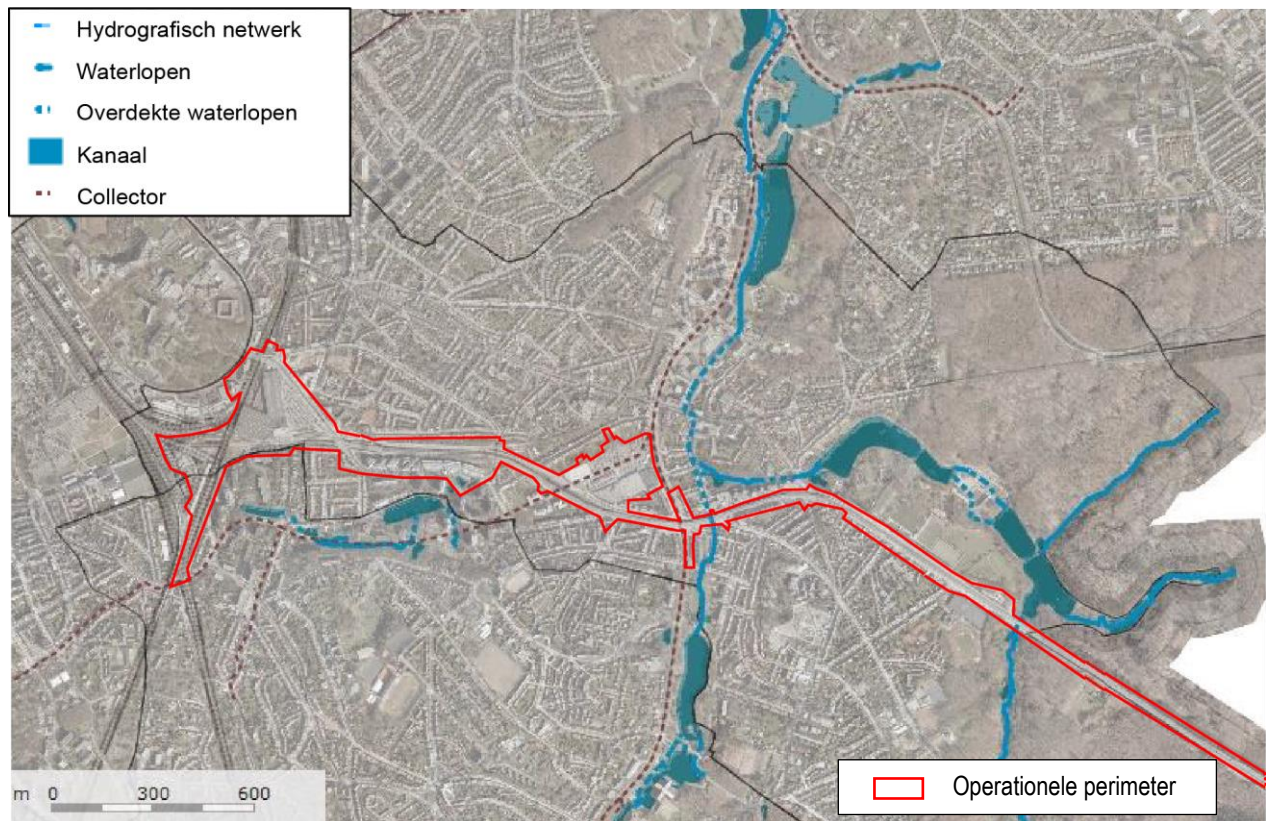 Hydrografisch netwerk
Waterlopen
Overdekte waterlopen
Kanaal
Collector
m 0 300 600
Operationele perimeter